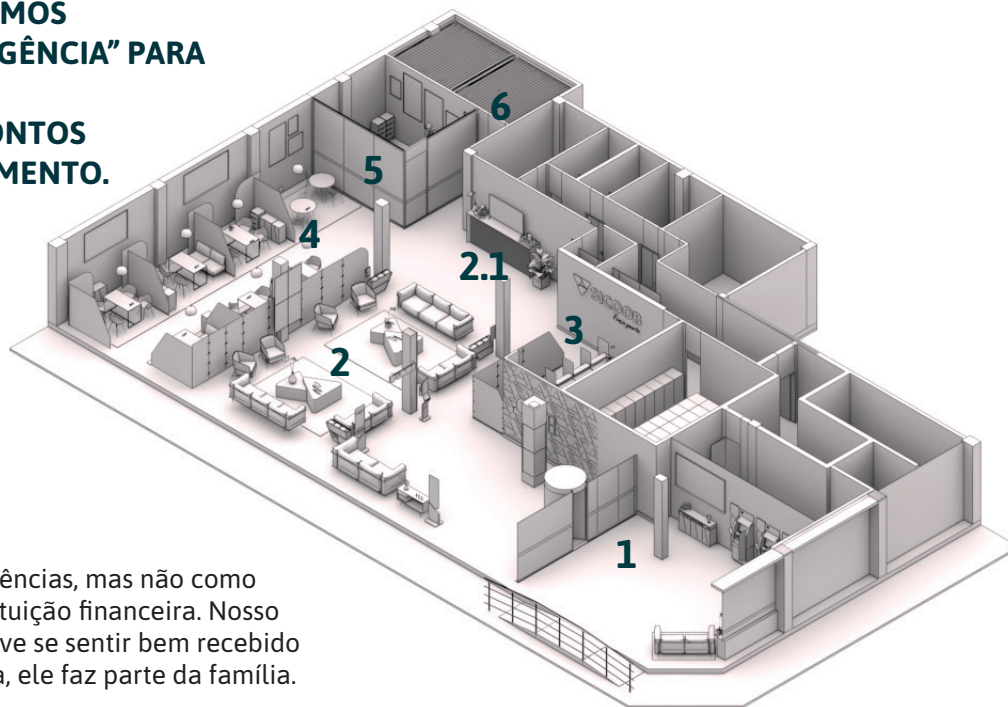 MOS
GÊNCIA” PARA
ONTOS
MENTO.
6
5
4
2.1
SICOOB
3
2
1
ências, mas não como
tuição financeira. Nosso
ve se sentir bem recebido
a, ele faz parte da família.